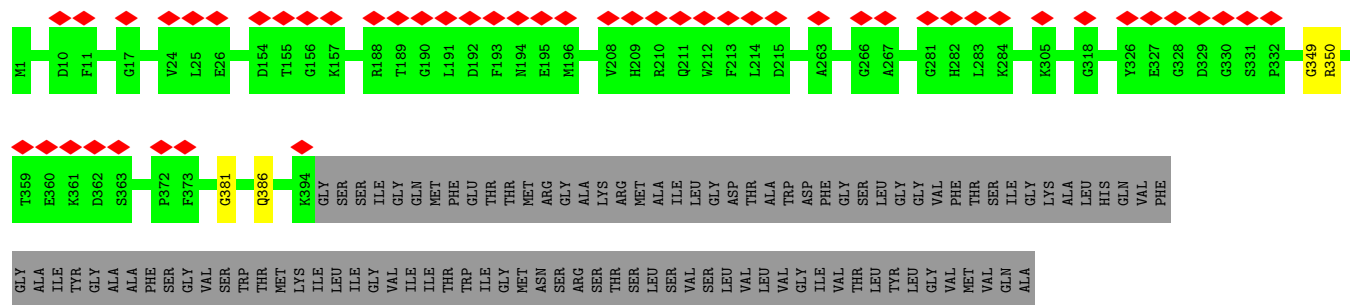 M1 D10 F11 G17 V24 L25 E26 D154 T155 G156 K157 R188 T189 G190 L191 D192 F193 N194 E195 M196 V208 H209 R210 Q211 W212 F213 L214 D215 A263 G266 A267 G281 H282 L283 K284 K305 G318 Y326 E327 G328 D329 G330 S331 P332 G349 R350
T359 E360 K361 D362 S363 P372 F373 G381 Q386 K394 GLY SER SER ILE GLY GLN MET PHE GLU THR THR MET ARG GLY ALA LYS ARG MET ALA ILE LEU GLY ASP THR ALA TRP ASP PHE GLY SER LEU GLY GLY VAL PHE THR SER ILE GLY LYS ALA LEU HIS GLN VAL PHE
GLY ALA ILE TYR GLY ALA ALA PHE SER GLY VAL SER TRP THR MET LYS ILE LEU ILE GLY VAL ILE ILE THR TRP ILE GLY MET ASN SER ARG SER THR SER LEU SER VAL SER LEU VAL LEU VAL GLY ILE VAL THR LEU TYR LEU GLY VAL MET VAL GLN ALA